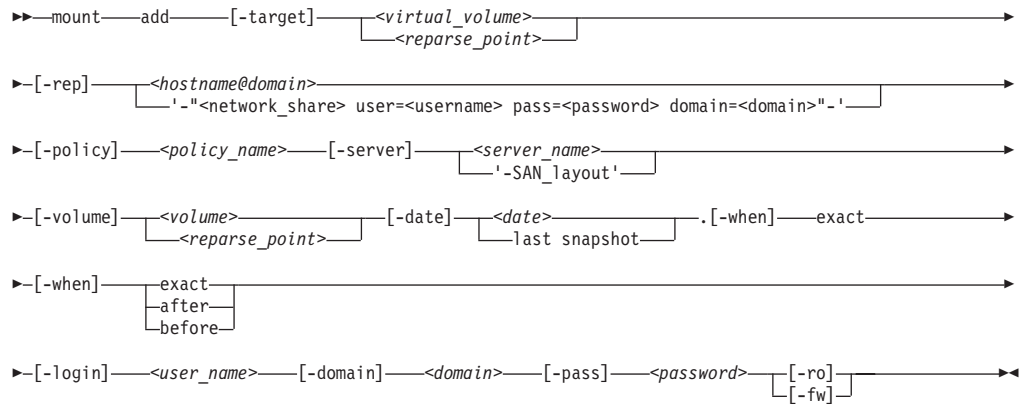 mount add [-target] <virtual_volume>
<reparse_point>
[-rep] <hostname@domain>
'-"<network_share> user=<username> pass=<password> domain=<domain>"-'
[-policy] <policy_name> [-server] <server_name>
'-SAN_layout'
[-volume] <volume> [-date] <date> .[-when] exact
<reparse_point> last snapshot
[-when] exact
after
before
[-login] <user_name> [-domain] <domain> [-pass] <password> [-ro]
[-fw]